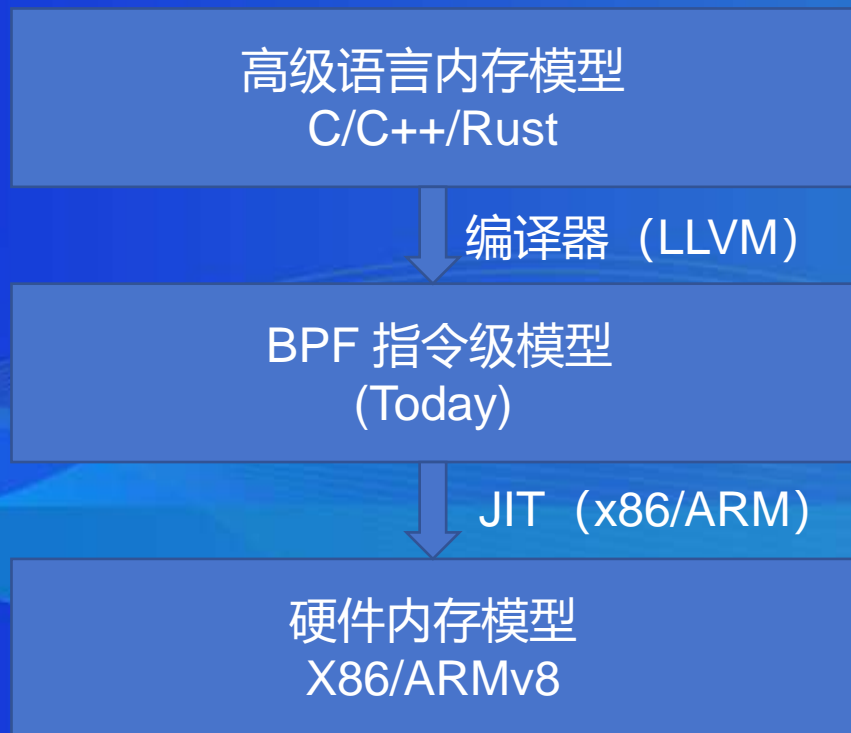 高级语言内存模型
C/C++/Rust
编译器（LLVM）
BPF 指令级模型
(Today)
JIT（x86/ARM）
硬件内存模型
X86/ARMv8